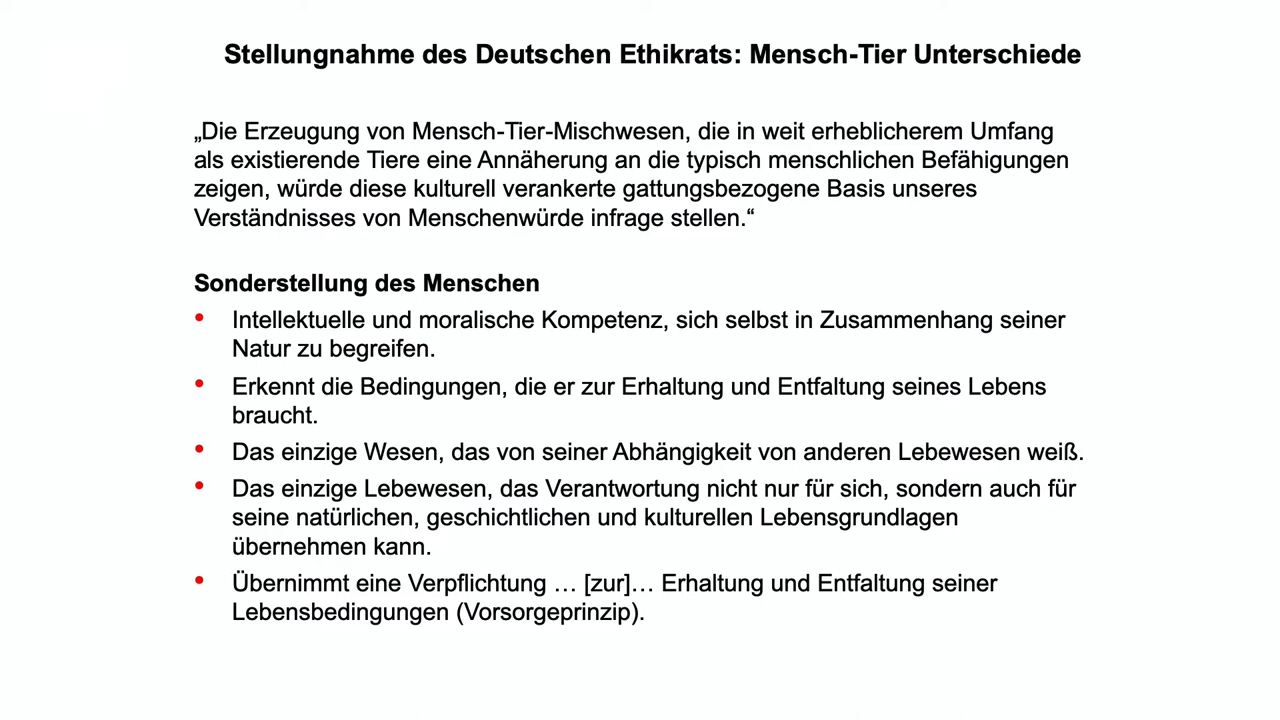 Stellungnahme des Deutschen Ethikrats: Mensch-Tier Unterschiede
„Die Erzeugung von Mensch-Tier-Mischwesen, die in weit erheblicherem Umfang
als existierende Tiere eine Annäherung an die typisch menschlichen Befähigungen
zeigen, würde diese kulturell verankerte gattungsbezogene Basis unseres
Verständnisses von Menschenwürde infrage stellen.“
Sonderstellung des Menschen
• Intellektuelle und moralische Kompetenz, sich selbst in Zusammenhang seiner
Natur zu begreifen.
• Erkennt die Bedingungen, die er zur Erhaltung und Entfaltung seines Lebens
braucht.
• Das einzige Wesen, das von seiner Abhängigkeit von anderen Lebewesen weiß.
• Das einzige Lebewesen, das Verantwortung nicht nur für sich, sondern auch für
seine natürlichen, geschichtlichen und kulturellen Lebensgrundlagen
übernehmen kann.
• Übernimmt eine Verpflichtung … [zur]… Erhaltung und Entfaltung seiner
Lebensbedingungen (Vorsorgeprinzip).